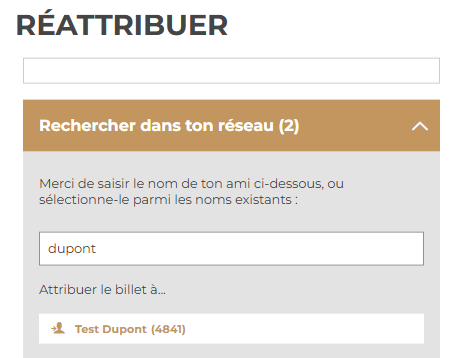 RÉATTRIBUER
Rechercher dans ton réseau (2)
Merci de saisir le nom de ton ami ci-dessous, ou
sélectionne-le parmi les noms existants :
dupont
Attribuer le billet à...
Test Dupont (4841)